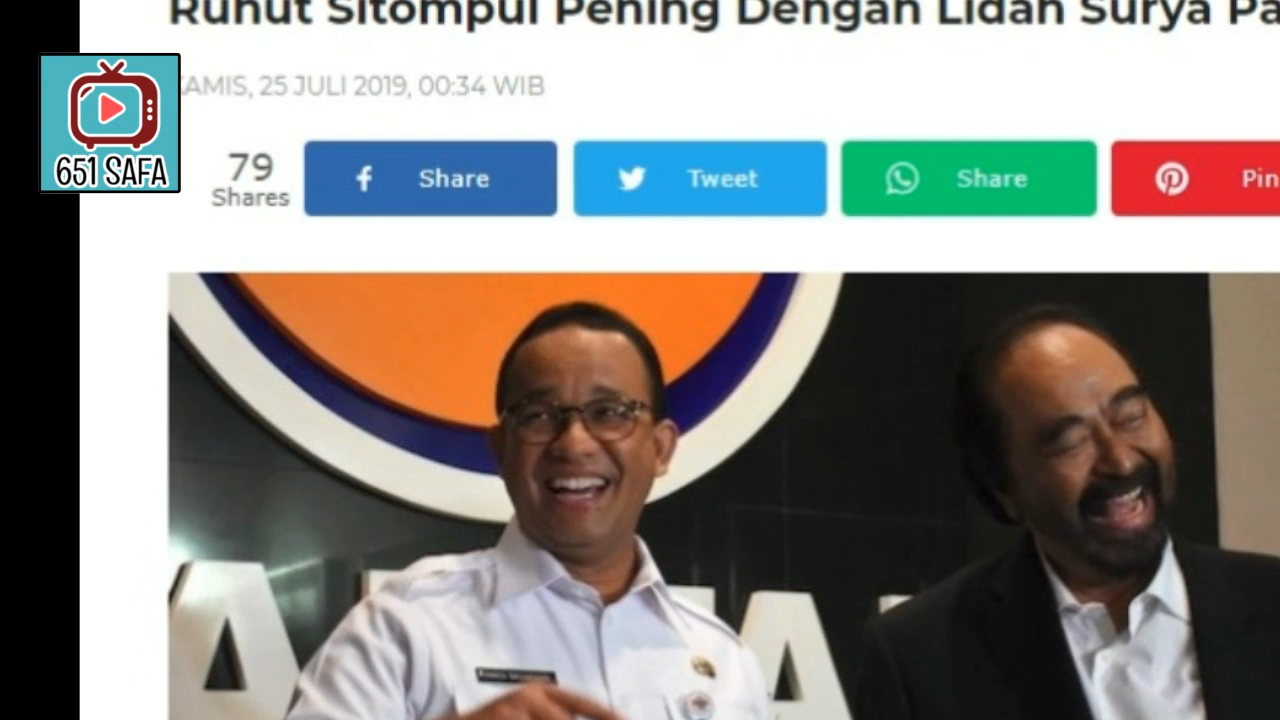 Ruhut Sitompul Pening Dengan Lidah Surya Pa
KAMIS, 25 JULI 2019, 00:34 WIB
651 SAFA
79
Shares
Share
Tweet
Share
Pin